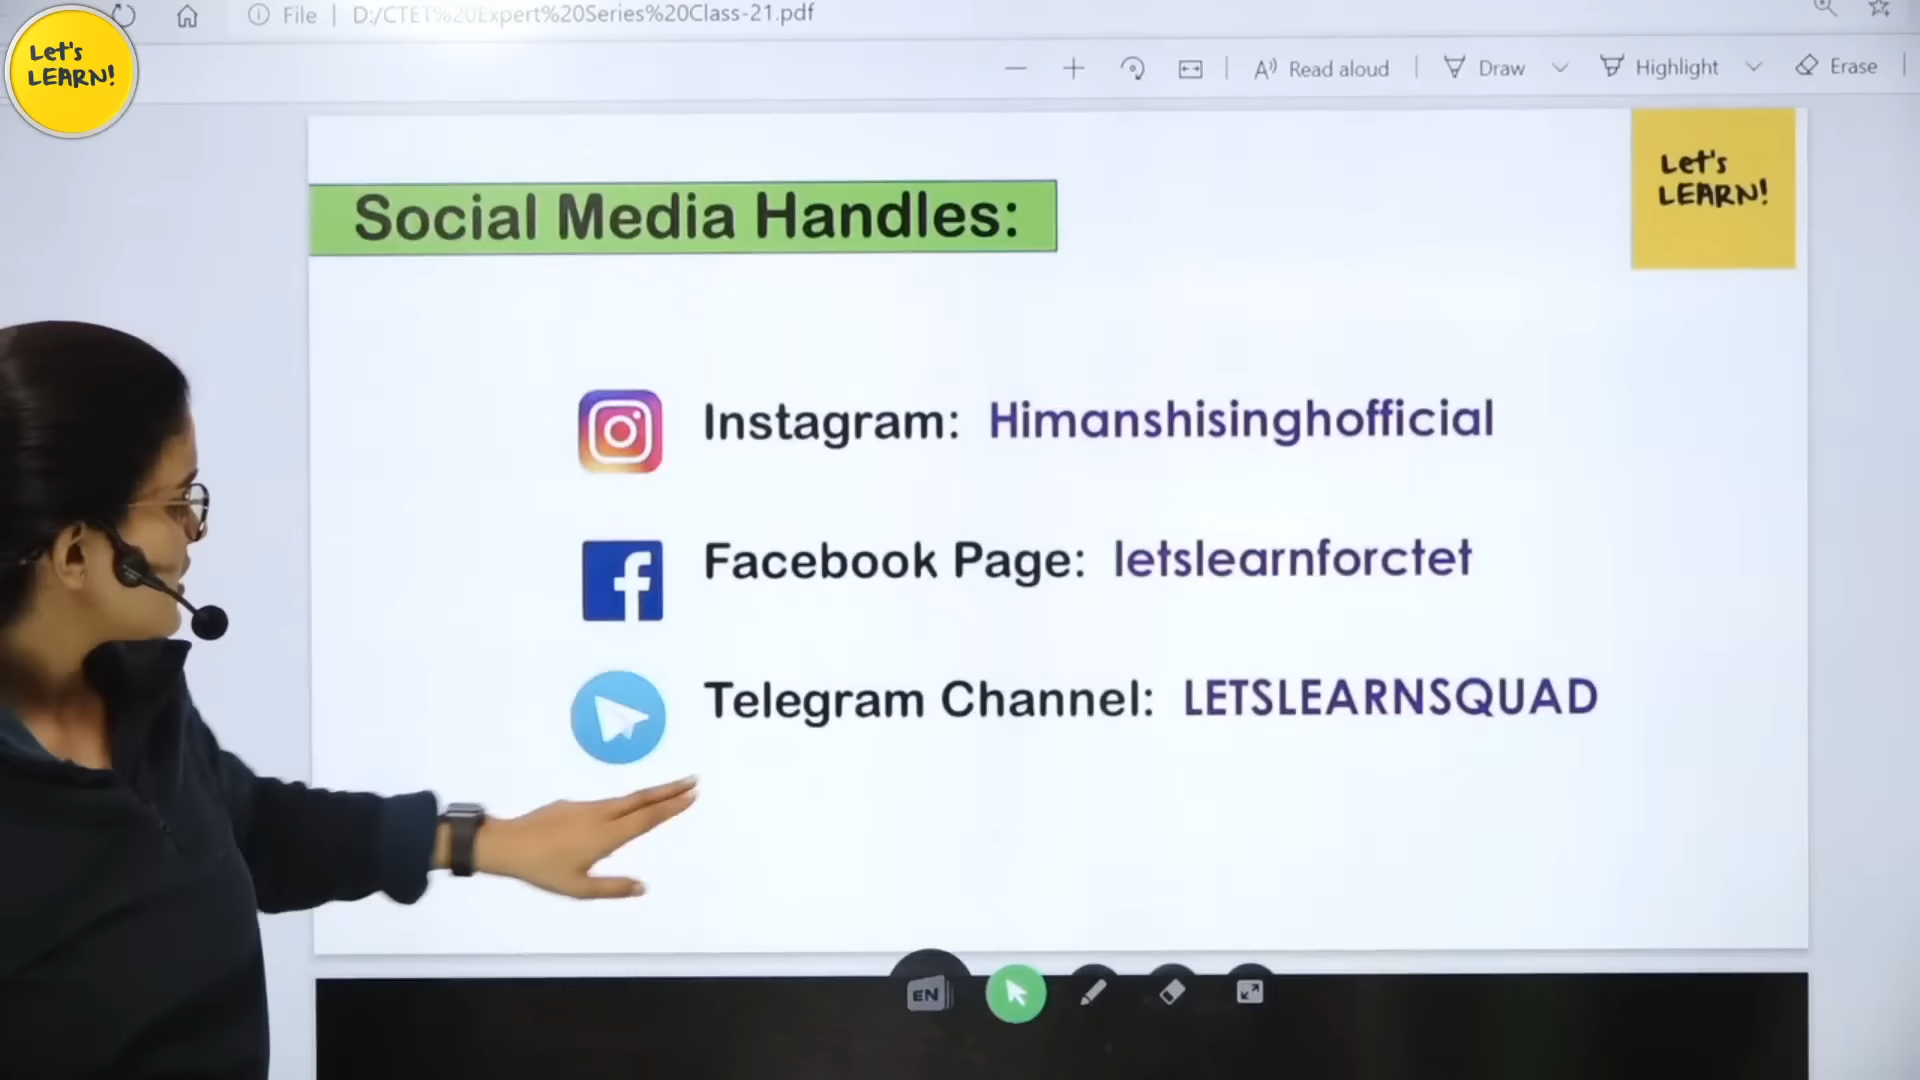 Let's
LEARN!
File | D:/CTET%20Expert%20Series%20Class-21.pdf
A Read aloud
Draw
Highlight
Erase
Let's
LEARN!
Social Media Handles:
Instagram: Himanshisinghofficial
Facebook Page: letslearnforctet
Telegram Channel: LETSLEARNSQUAD
EN